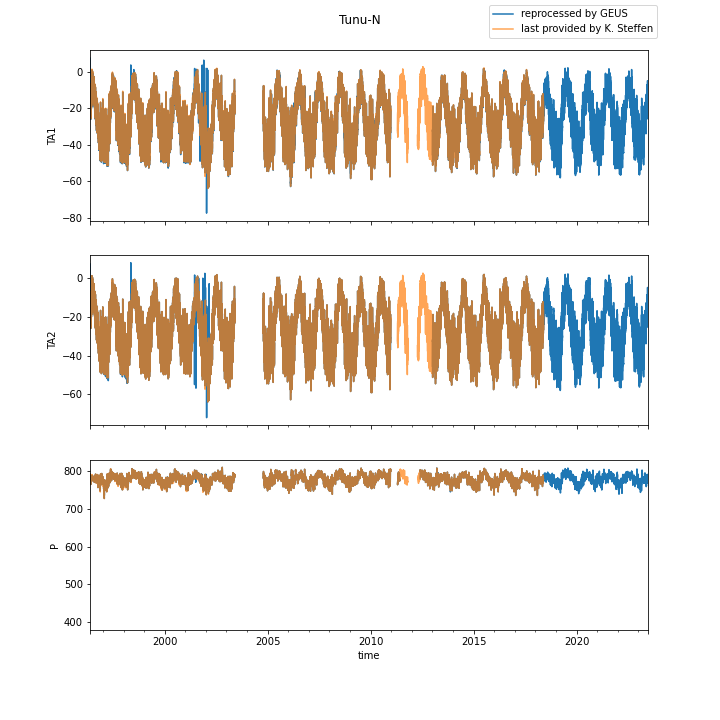 Tunu-N
reprocessed by GEUS
last provided by K. Steffen
TA1
0
−20
−40
−60
−80
TA2
0
−20
−40
−60
P
800
700
600
500
400
2000 2005 2010 2015 2020
time